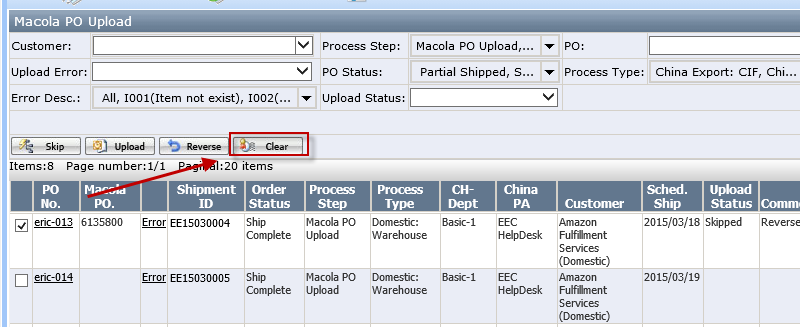 Macola PO Upload
Customer: Process Step: Macola PO Upload,... PO:
Upload Error: PO Status: Partial Shipped, S... Process Type: China Export: CIF, Chi...
Error Desc.: All, I001(Item not exist), I002(... Upload Status:
Skip Upload Reverse Clear
Items:8 Page number:1/1 Paginal:20 items
PO No. Macola PO. Shipment ID Order Status Process Step Process Type CH-Dept China PA Customer Sched. Ship Upload Status Comm
eric-013 6135800 Error EE15030004 Ship Complete Macola PO Upload Domestic: Warehouse Basic-1 EEC HelpDesk Amazon Fulfillment Services (Domestic) 2015/03/18 Skipped Reverse
eric-014 Error EE15030005 Ship Complete Macola PO Upload Domestic: Warehouse Basic-1 EEC HelpDesk Amazon Fulfillment Services (Domestic) 2015/03/19